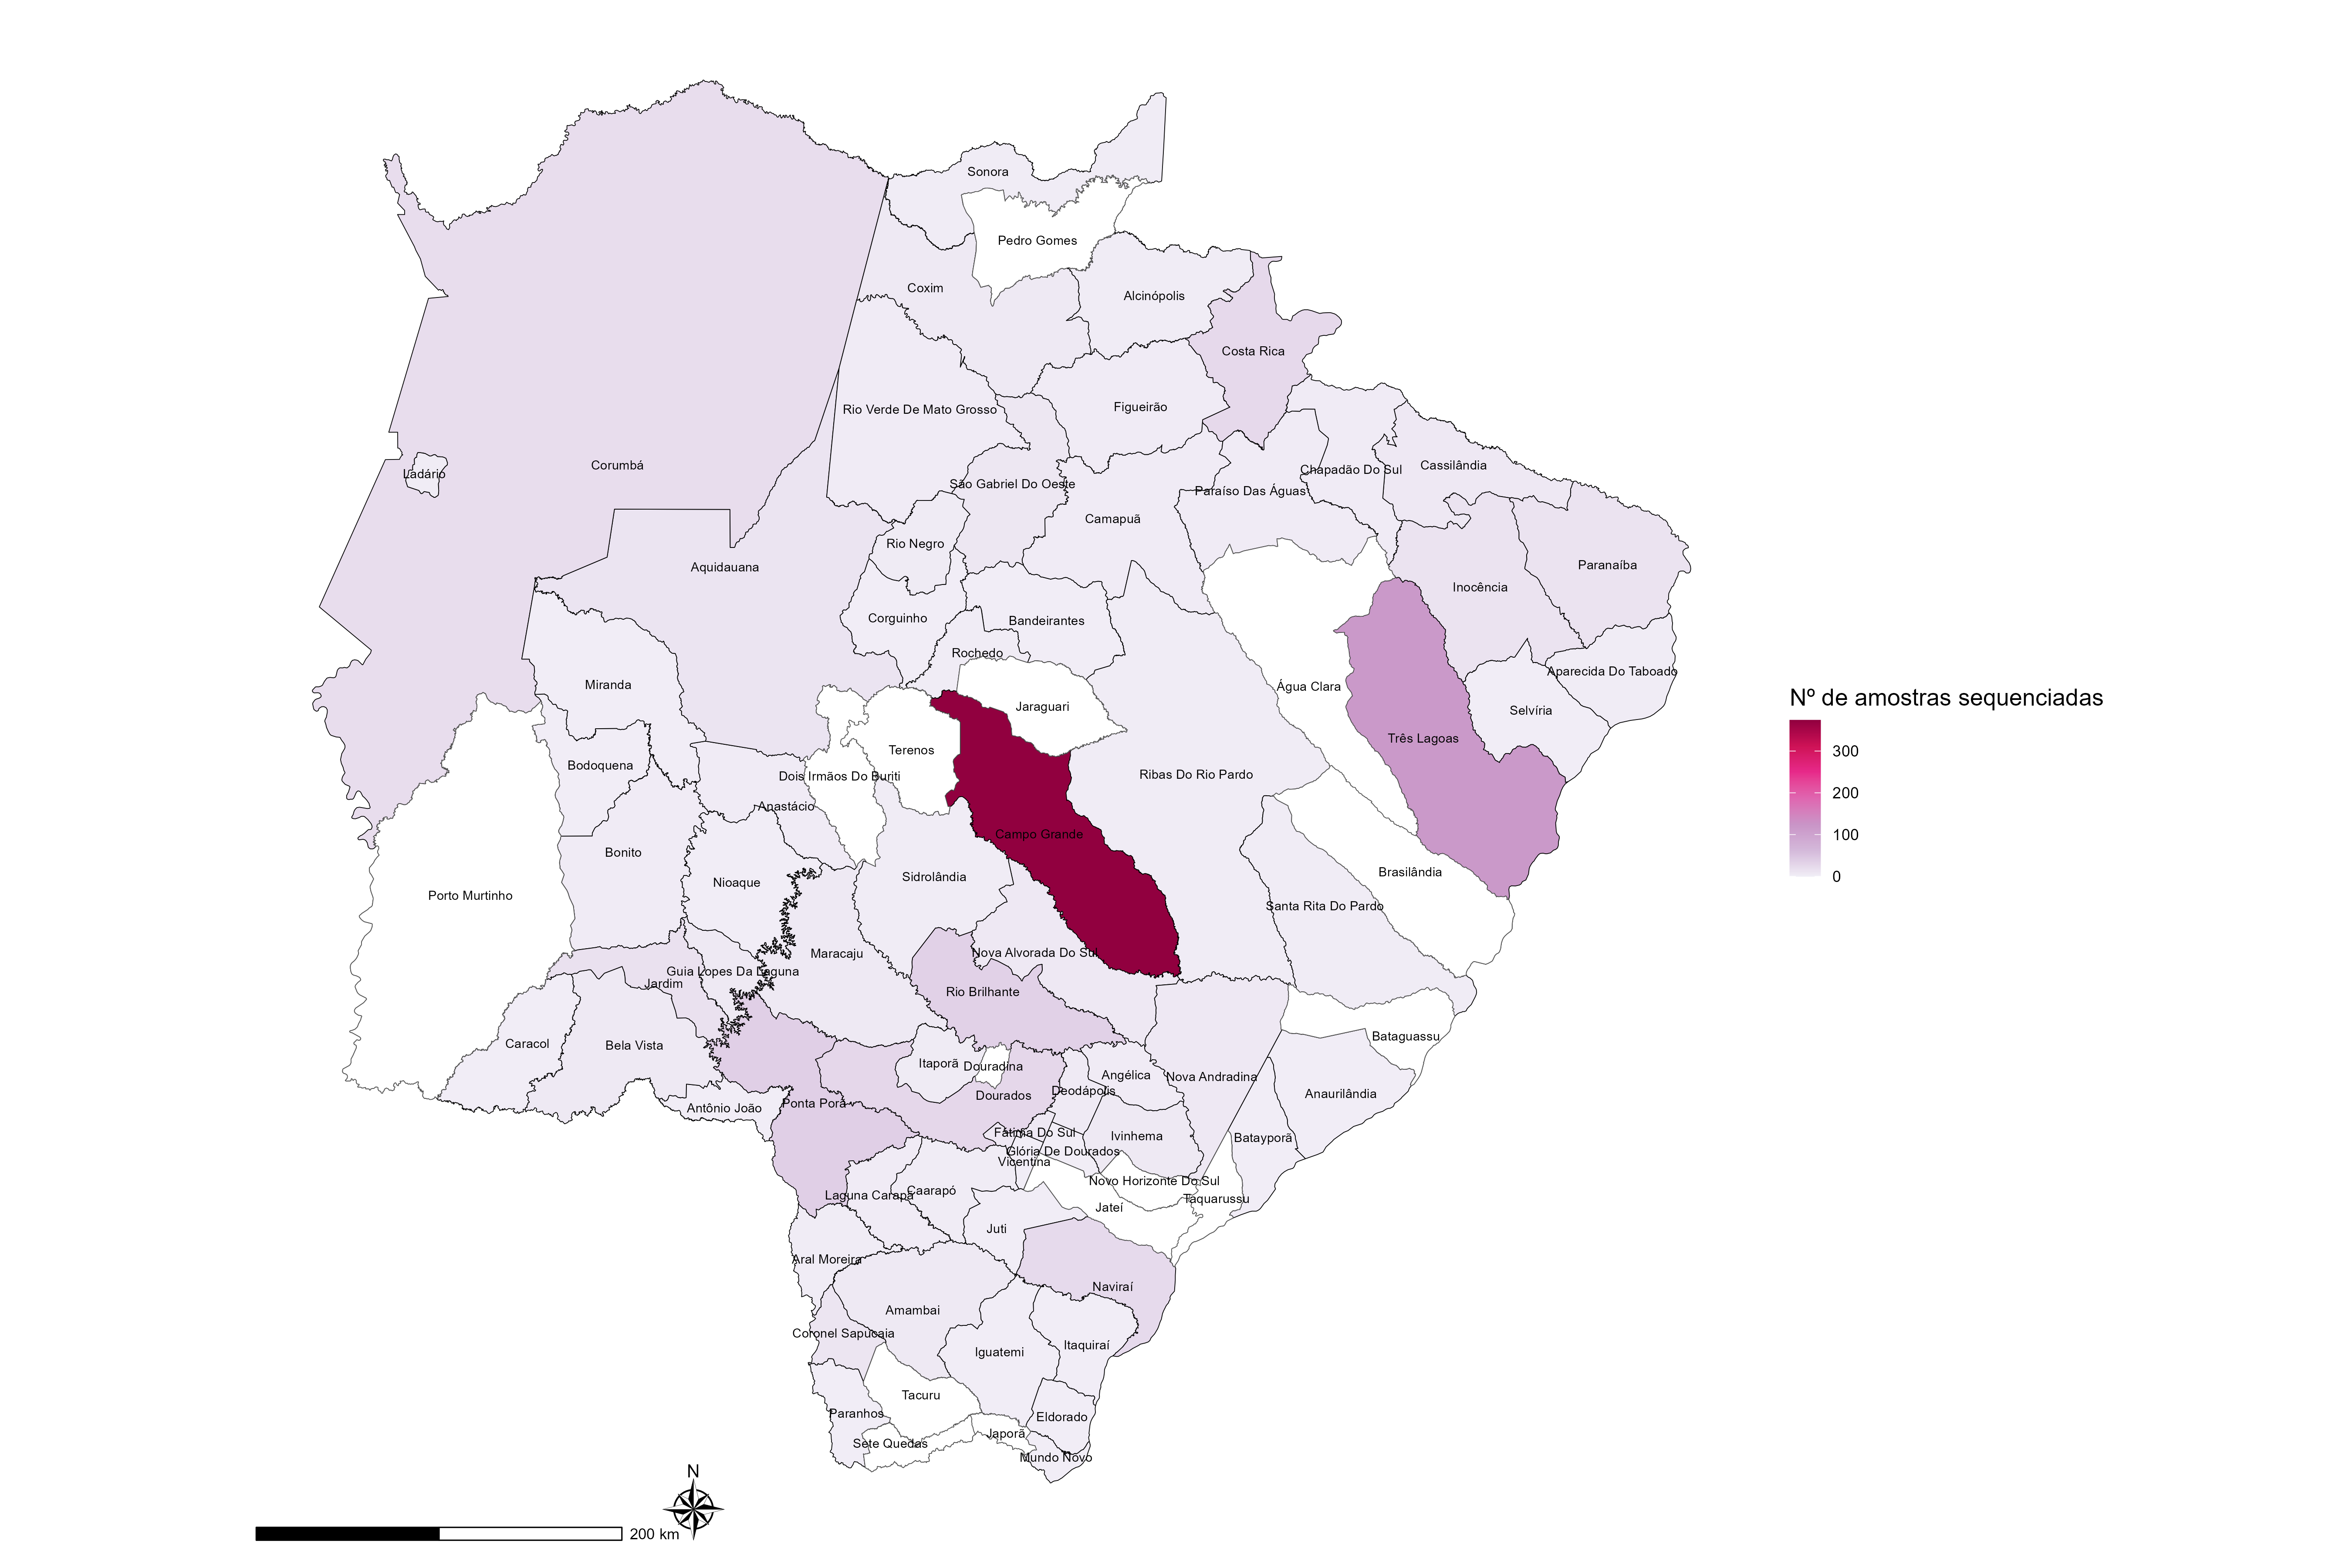 Sonora
Pedro Gomes
Coxim
Alcinópolis
Costa Rica
Rio Verde De Mato Grosso
Figueirão
Ladário
Corumbá
São Gabriel Do Oeste
Chapadão Do Sul
Cassilândia
Paraíso Das Águas
Camapuã
Rio Negro
Aquidauana
Paranaíba
Inocência
Corguinho
Bandeirantes
Rochedo
Aparecida Do Taboado
Miranda
Água Clara
Jaraguari
Selvíria
Nº de amostras sequenciadas
300
200
100
0
Três Lagoas
Terenos
Bodoquena
Dois Irmãos Do Buriti
Ribas Do Rio Pardo
Anastácio
Campo Grande
Bonito
Brasilândia
Sidrolândia
Nioaque
Porto Murtinho
Santa Rita Do Pardo
Maracaju
Nova Alvorada Do Sul
Guia Lopes Da Laguna
Jardim
Rio Brilhante
Bataguassu
Caracol
Bela Vista
Itaporã
Douradina
Angélica
Nova Andradina
Deodápolis
Anaurilândia
Dourados
Ponta Porã
Antônio João
Fátima Do Sul
Ivinhema
Batayporã
Glória De Dourados
Vicentina
Novo Horizonte Do Sul
Caarapó
Laguna Carapã
Taquarussu
Jateí
Juti
Aral Moreira
Naviraí
Amambai
Coronel Sapucaia
Itaquiraí
Iguatemi
Tacuru
Paranhos
Eldorado
Japorã
Sete Quedas
Mundo Novo
N
200 km